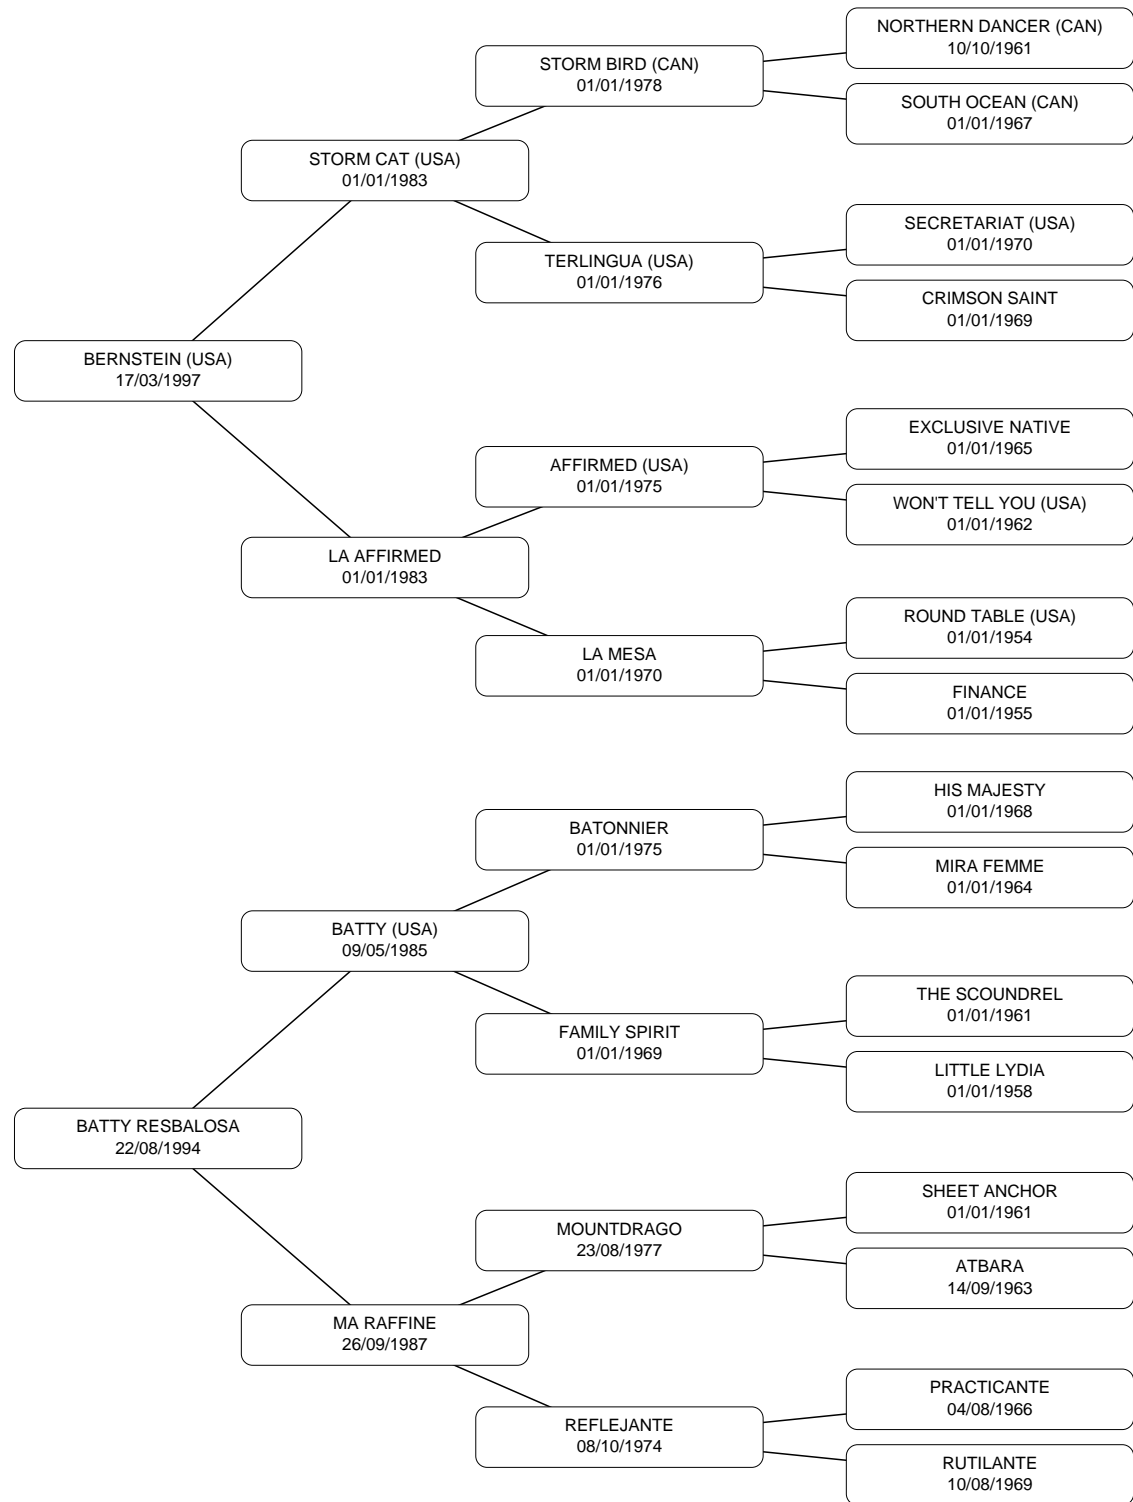 NORTHERN DANCER (CAN)
10/10/1961
STORM BIRD (CAN)
01/01/1978
SOUTH OCEAN (CAN)
01/01/1967
STORM CAT (USA)
01/01/1983
SECRETARIAT (USA)
01/01/1970
TERLINGUA (USA)
01/01/1976
CRIMSON SAINT
01/01/1969
BERNSTEIN (USA)
17/03/1997
EXCLUSIVE NATIVE
01/01/1965
AFFIRMED (USA)
01/01/1975
WON'T TELL YOU (USA)
01/01/1962
LA AFFIRMED
01/01/1983
ROUND TABLE (USA)
01/01/1954
LA MESA
01/01/1970
FINANCE
01/01/1955
HIS MAJESTY
01/01/1968
BATONNIER
01/01/1975
MIRA FEMME
01/01/1964
BATTY (USA)
09/05/1985
THE SCOUNDREL
01/01/1961
FAMILY SPIRIT
01/01/1969
LITTLE LYDIA
01/01/1958
BATTY RESBALOSA
22/08/1994
SHEET ANCHOR
01/01/1961
MOUNTDRAGO
23/08/1977
ATBARA
14/09/1963
MA RAFFINE
26/09/1987
PRACTICANTE
04/08/1966
REFLEJANTE
08/10/1974
RUTILANTE
10/08/1969